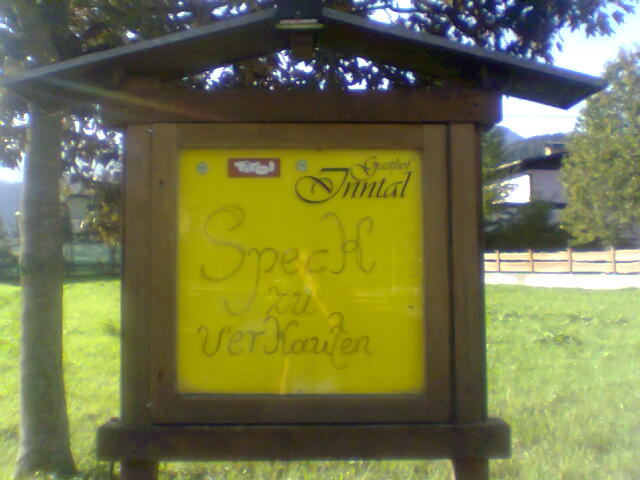 Tirol
Gasthof
Inntal
Speck
zu
verkaufen